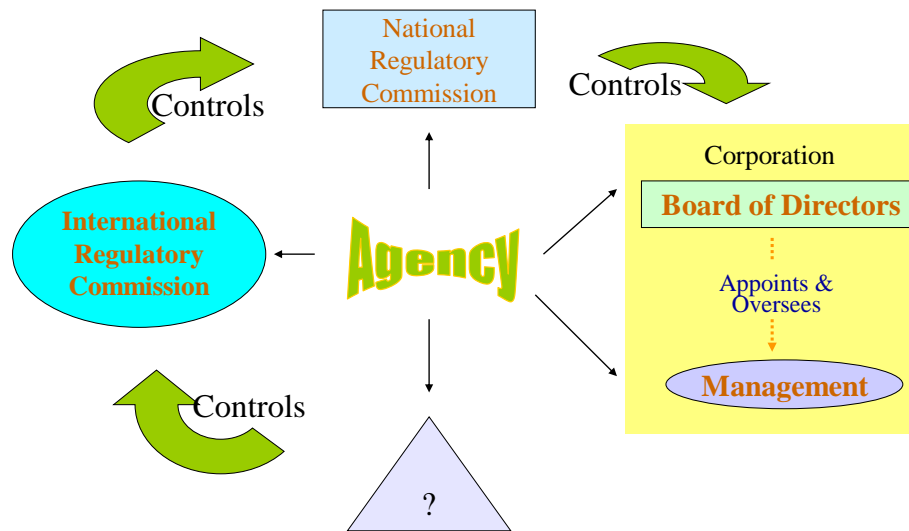 National
Regulatory
Commission
Controls
Controls
Corporation
Board of Directors
International
Regulatory
Commission
Agency
Appoints &
Oversees
Management
Controls
?